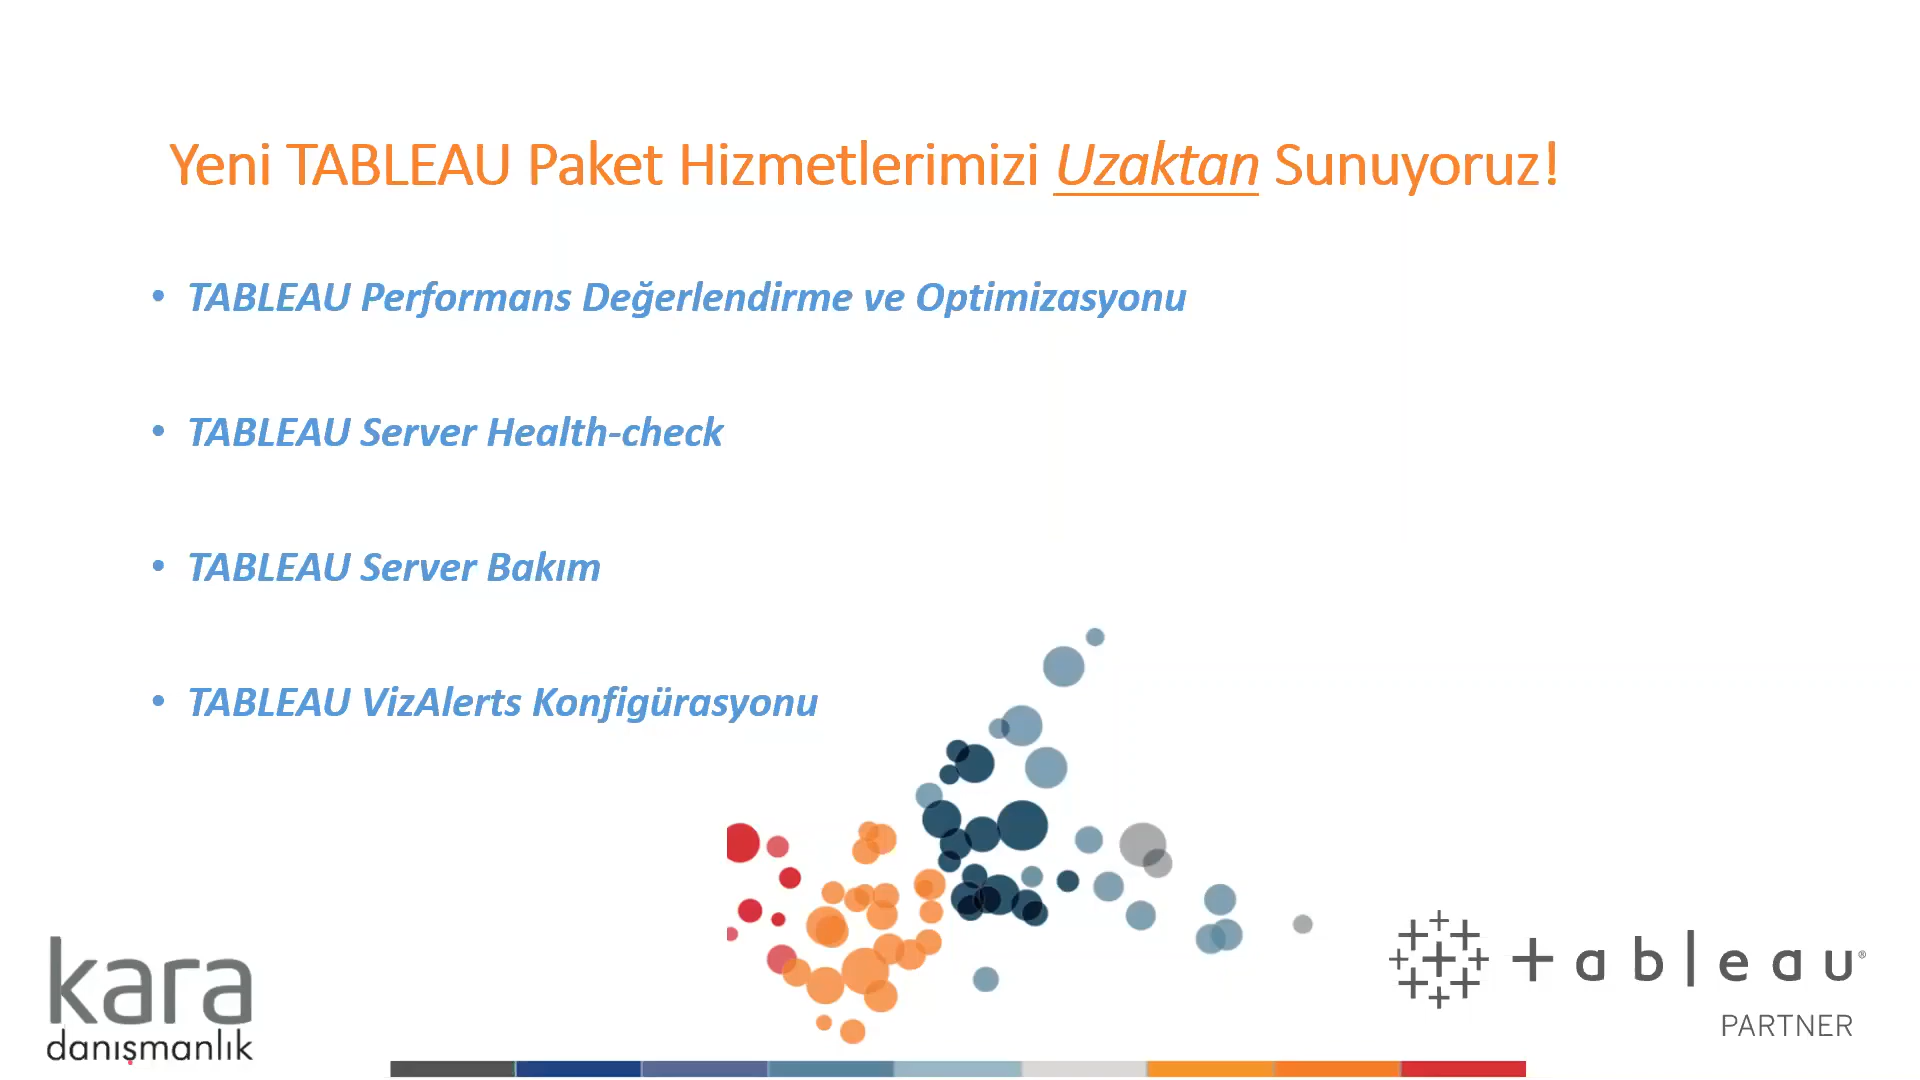 Yeni TABLEAU Paket Hizmetlerimizi Uzaktan Sunuyoruz!
• TABLEAU Performans Değerlendirme ve Optimizasyonu
• TABLEAU Server Health-check
• TABLEAU Server Bakım
• TABLEAU VizAlerts Konfigürasyonu
kara
danışmanlık
+ableau®
PARTNER